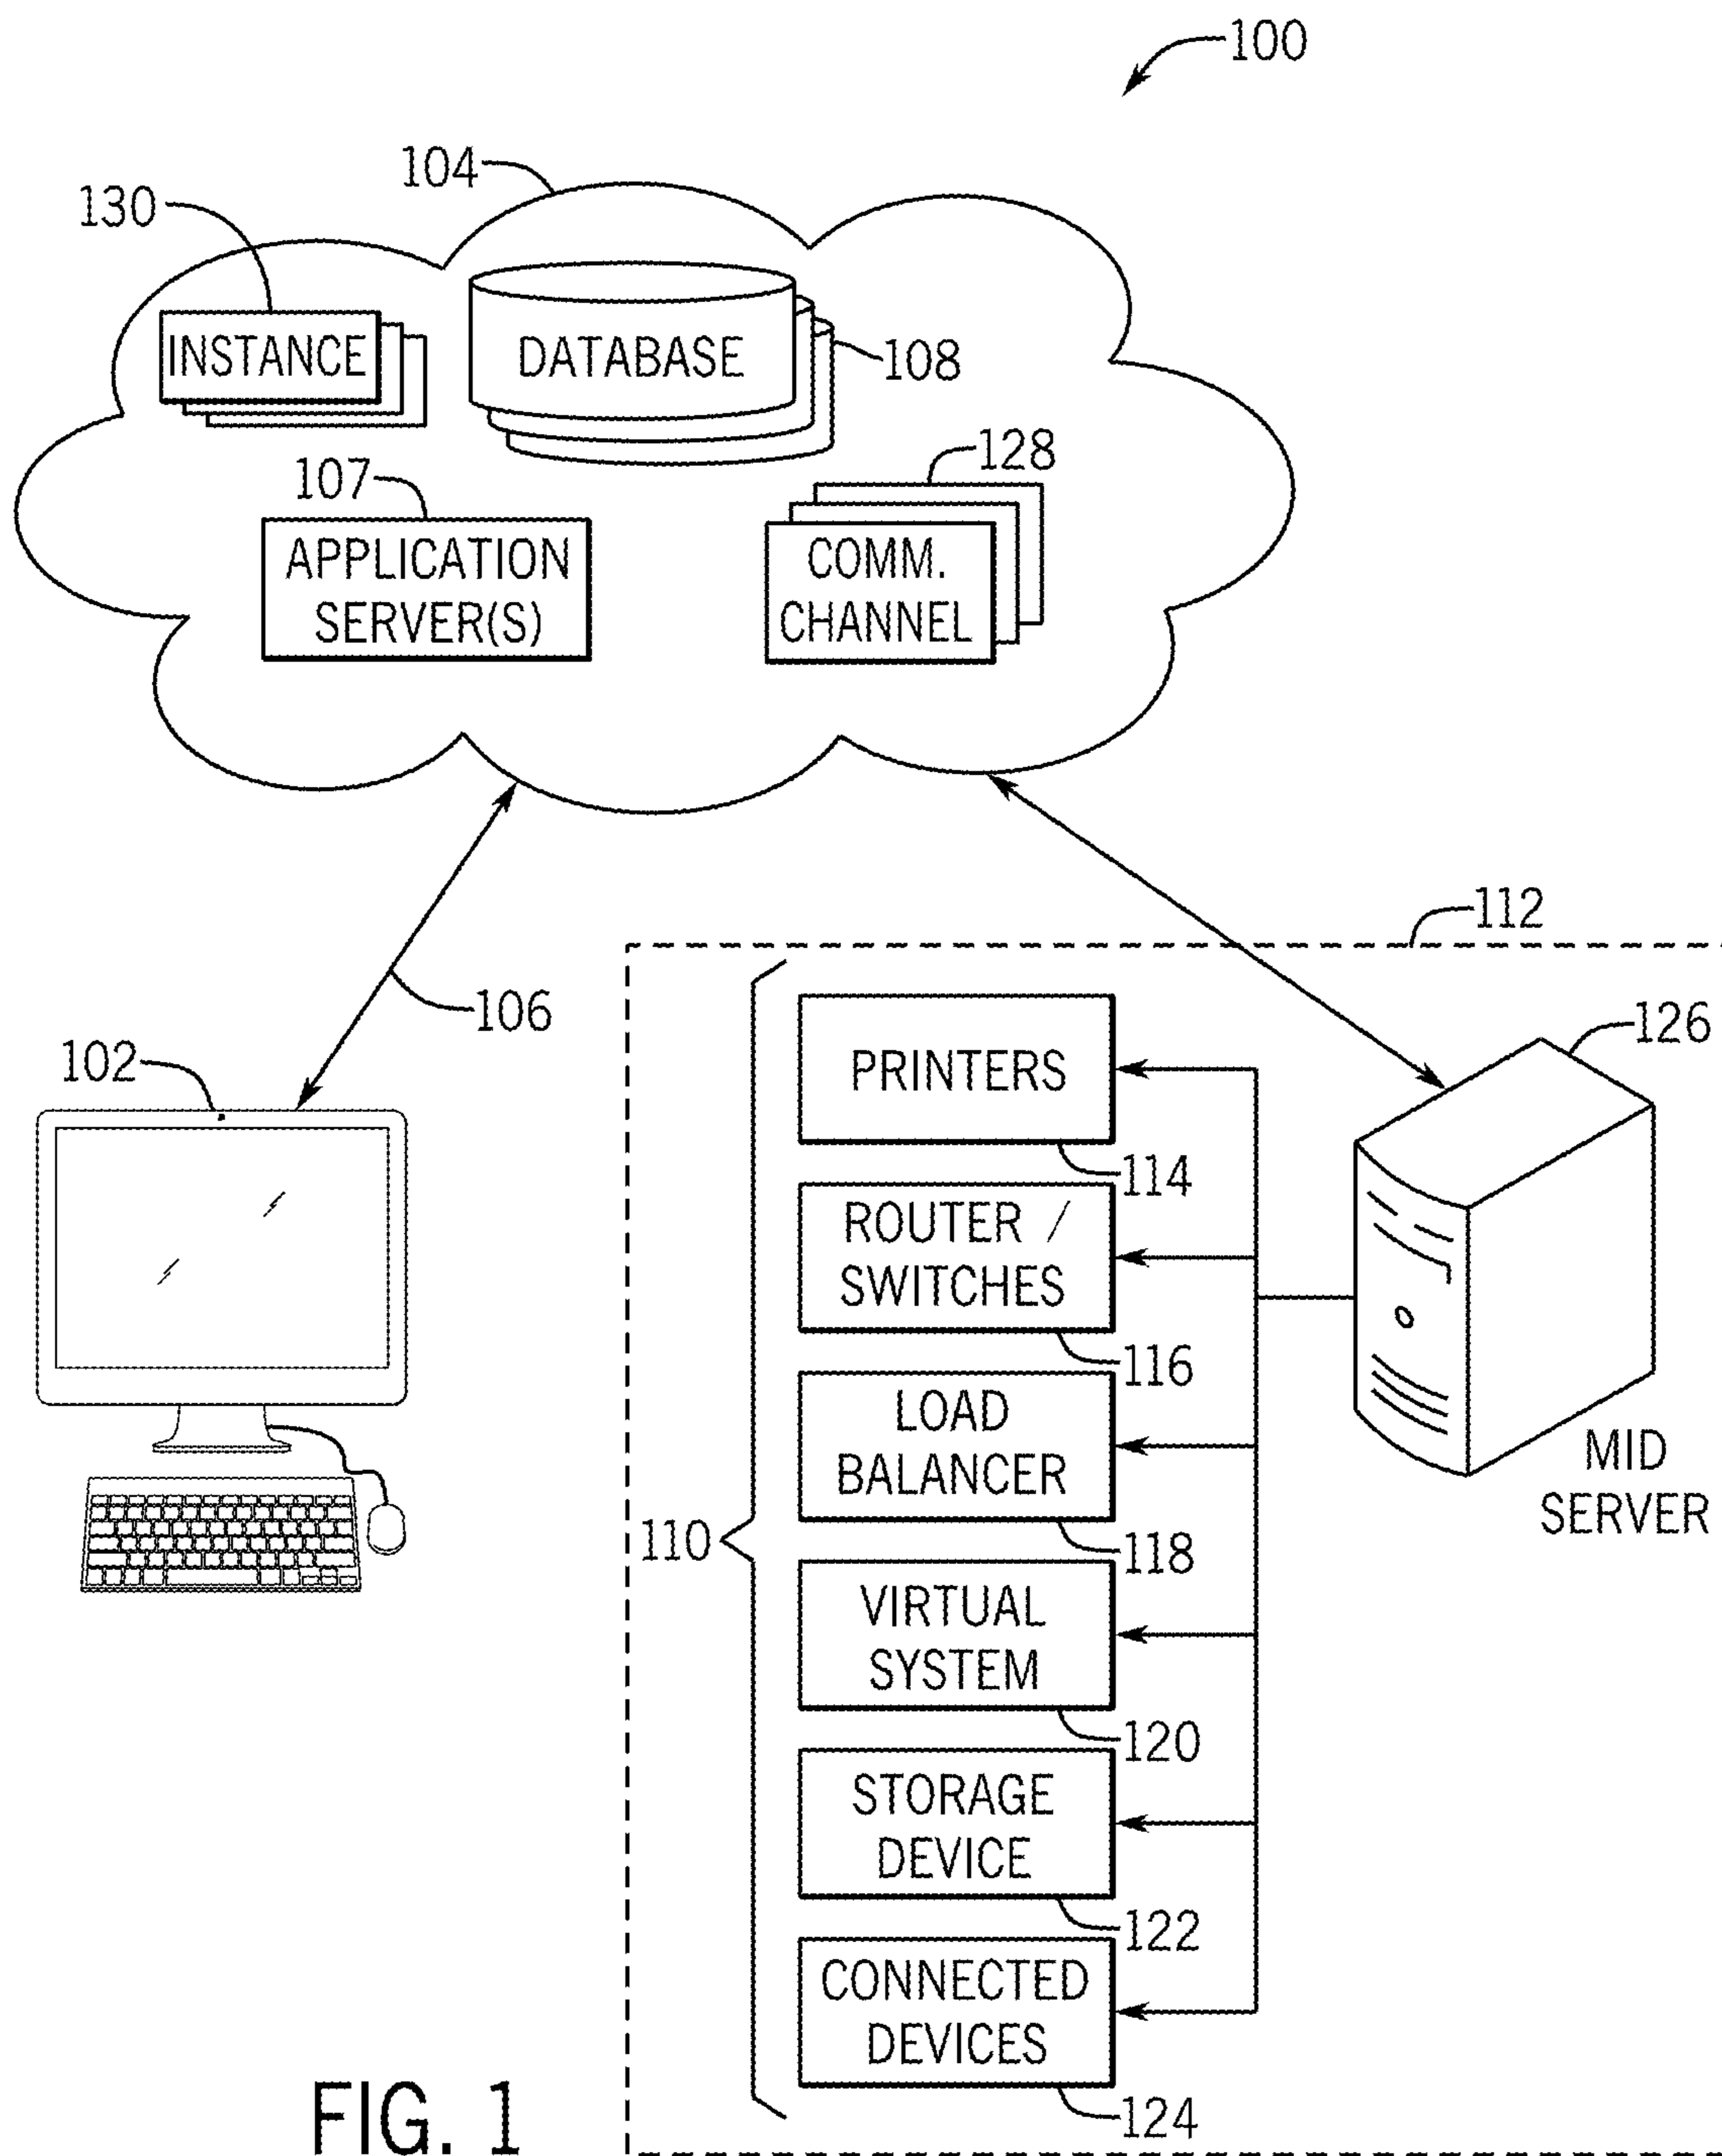 100
104
130
INSTANCE
DATABASE
108
107
128
APPLICATION
SERVER(S)
COMM.
CHANNEL
112
106
126
102
PRINTERS
114
ROUTER /
SWITCHES
116
LOAD
BALANCER
MID
SERVER
110
118
VIRTUAL
SYSTEM
120
STORAGE
DEVICE
122
CONNECTED
DEVICES
124
FIG. 1